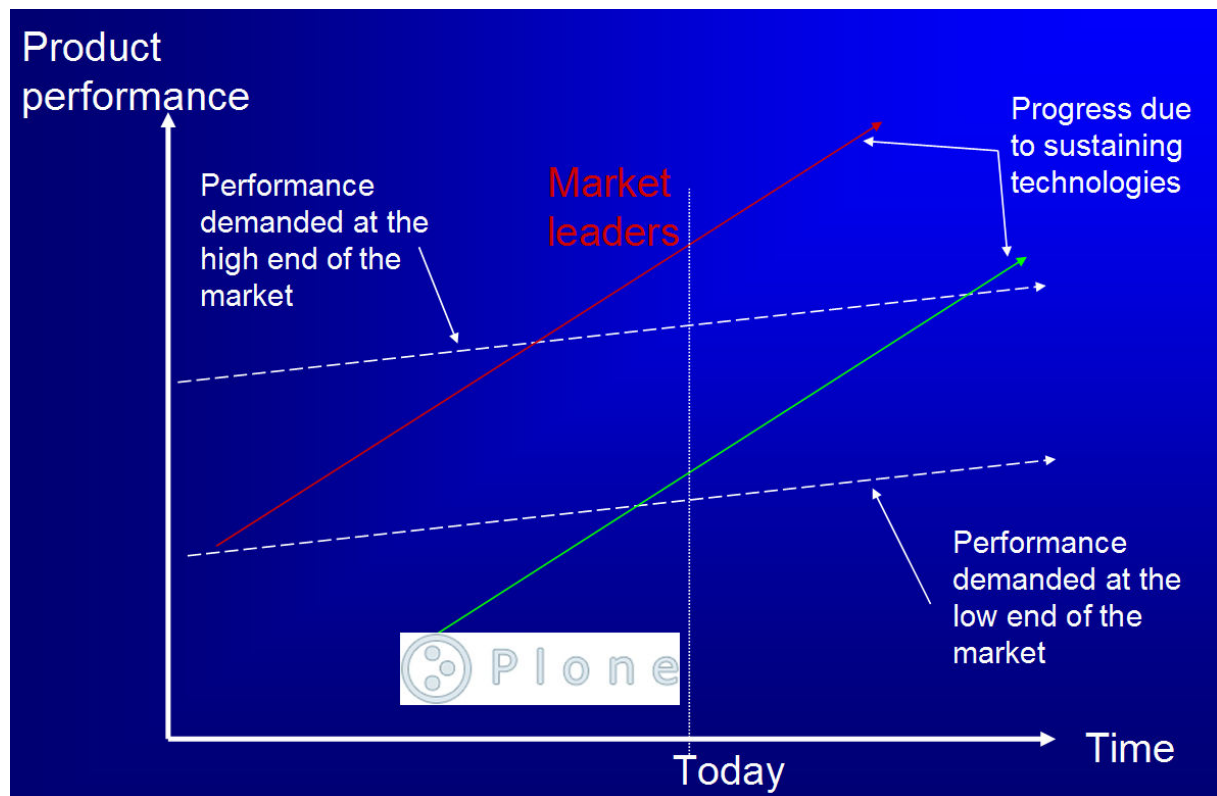 Product
performance
Performance
demanded at the
high end of the
market
Market
leaders
Progress due
to sustaining
technologies
Performance
demanded at the
low end of the
market
Plone
Today
Time